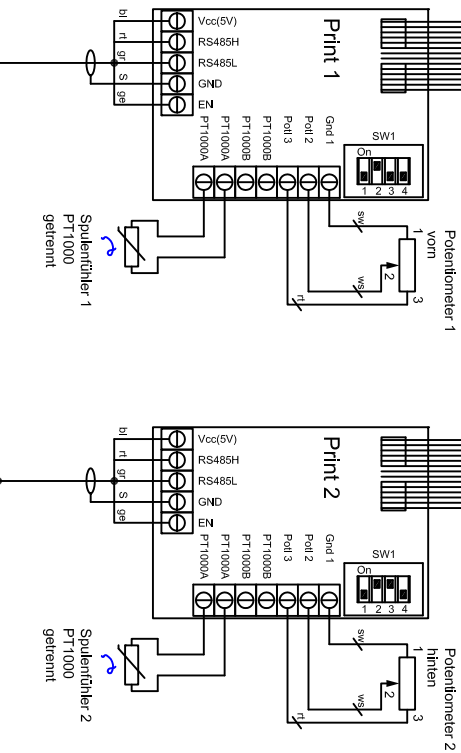 Print 1
Vcc(5V)
RS485H
RS485L
GND
EN
bl
rt
gr
S
ge
PT1000A
PT1000A
PT1000B
PT1000B
Poti 3
Poti 2
Gnd 1
SW1
On
1 2 3 4
sw
ws
rt
1
2
3
Potentiometer 1
vorn
Spulenfühler 1
PT1000
getrennt
Print 2
Vcc(5V)
RS485H
RS485L
GND
EN
bl
rt
gr
S
ge
PT1000A
PT1000A
PT1000B
PT1000B
Poti 3
Poti 2
Gnd 1
SW1
On
1 2 3 4
sw
ws
rt
1
2
3
Potentiometer 2
hinten
Spulenfühler 2
PT1000
getrennt